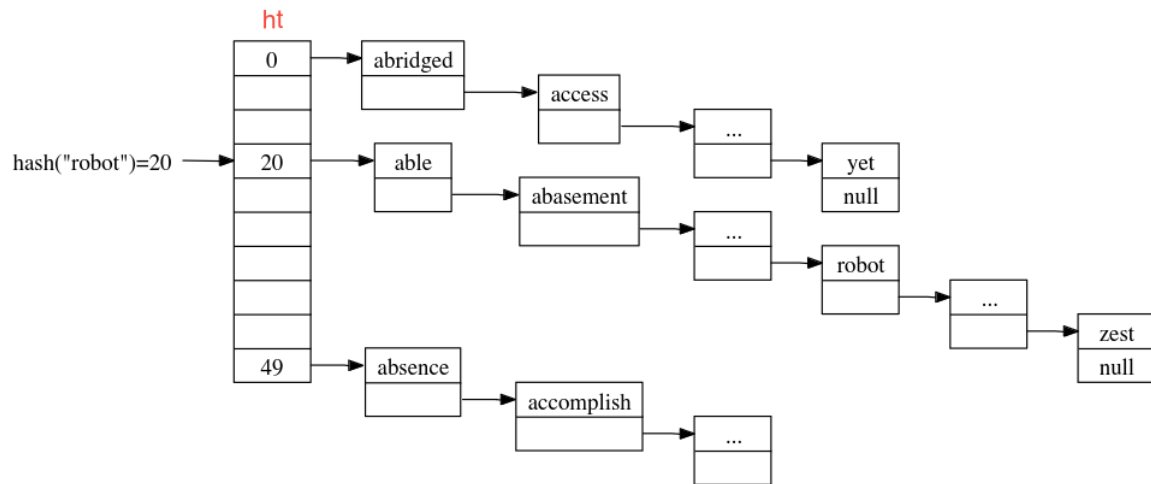 ht
0
abridged
access
...
yet
null
hash("robot")=20
20
able
abasement
...
robot
...
zest
null
49
absence
accomplish
...